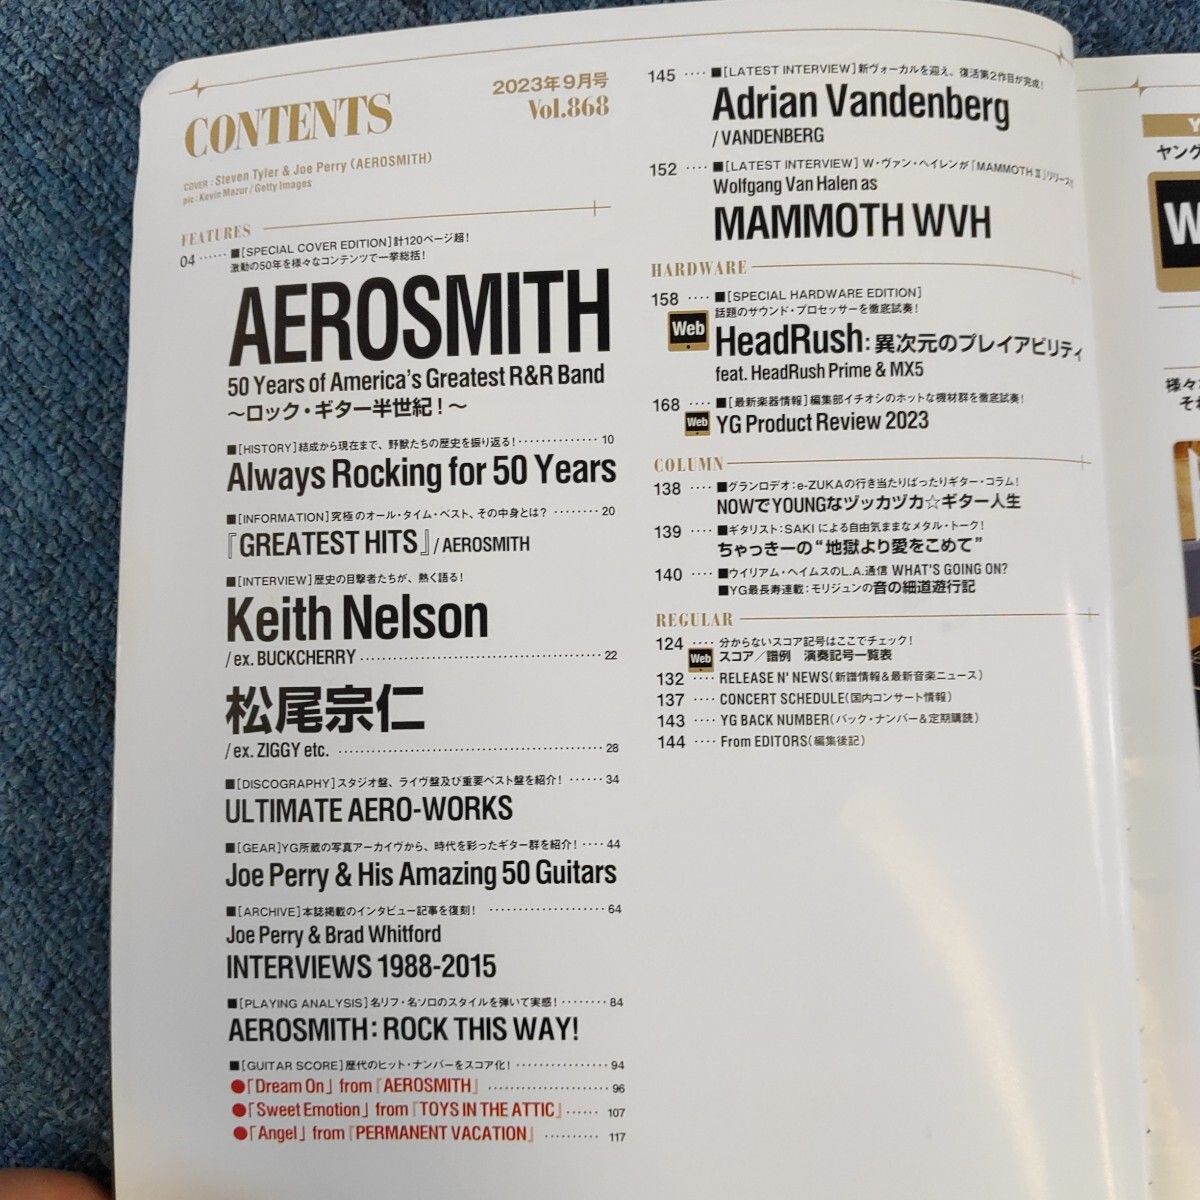 CONTENTS
2023年9月号
Vol.868
COVER : Steven Tyler & Joe Perry (AEROSMITH)
pic : Kevin Mazur / Getty Images
FEATURES
04 ······ ■[SPECIAL COVER EDITION]計120ページ超!
激動の50年を様々なコンテンツで一挙総括!
AEROSMITH
50 Years of America's Greatest R&R Band
～ロック・ギター半世紀!～
■[HISTORY]結成から現在まで、野獣たちの歴史を振り返る! ·············· 10
Always Rocking for 50 Years
■[INFORMATION]究極のオール・タイム・ベスト、その中身とは? ········ 20
『GREATEST HITS』/ AEROSMITH
■[INTERVIEW]歴史の目撃者たちが、熱く語る!
Keith Nelson
/ ex. BUCKCHERRY ································· 22
松尾宗仁
/ ex. ZIGGY etc. ···································· 28
■[DISCOGRAPHY]スタジオ盤、ライヴ盤及び重要ベスト盤を紹介! ······ 34
ULTIMATE AERO-WORKS
■[GEAR]YG所蔵の写真アーカイヴから、時代を彩ったギター群を紹介! ···· 44
Joe Perry & His Amazing 50 Guitars
■[ARCHIVE]本誌掲載のインタビュー記事を復刻! ···················· 64
Joe Perry & Brad Whitford
INTERVIEWS 1988-2015
■[PLAYING ANALYSIS]名リフ・名ソロのスタイルを弾いて実感! ········ 84
AEROSMITH : ROCK THIS WAY!
■[GUITAR SCORE]歴代のヒット・ナンバーをスコア化! ················ 94
●「Dream On」 from『AEROSMITH』 ···················· 96
●「Sweet Emotion」 from『TOYS IN THE ATTIC』 ······ 107
●「Angel」 from『PERMANENT VACATION』 ·········· 117
145 ···· ■[LATEST INTERVIEW]新ヴォーカルを迎え、復活第2作目が完成!
Adrian Vandenberg
/ VANDENBERG
152 ···· ■[LATEST INTERVIEW] W・ヴァン・ヘイレンが『MAMMOTH II』リリース!!
Wolfgang Van Halen as
MAMMOTH WVH
HARDWARE
158 ···· ■[SPECIAL HARDWARE EDITION]
Web
話題のサウンド・プロセッサーを徹底試奏!
HeadRush : 異次元のプレイアビリティ
feat. HeadRush Prime & MX5
168 ···· ■[最新楽器情報]編集部イチオシのホットな機材群を徹底試奏!
Web
YG Product Review 2023
COLUMN
138 ···· ■グランロデオ:e-ZUKAの行き当たりばったりギター・コラム!
NOWでYOUNGなヅッカヅカ☆ギター人生
139 ···· ■ギタリスト:SAKI による自由気ままなメタル・トーク!
ちゃっきーの“地獄より愛をこめて”
140 ···· ■ウイリアム・ヘイムスのL.A.通信 WHAT'S GOING ON?
■YG最長寿連載:モリジュンの音の細道遊行記
REGULAR
124 ···· 分からないスコア記号はここでチェック!
Web
スコア／譜例 演奏記号一覧表
132 ···· RELEASE N' NEWS(新譜情報&最新音楽ニュース)
137 ···· CONCERT SCHEDULE(国内コンサート情報)
143 ···· YG BACK NUMBER(バック・ナンバー&定期購読)
144 ···· From EDITORS(編集後記)
Y
ヤング
W
様々
それ